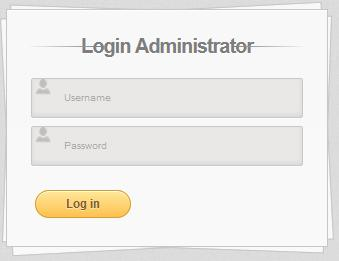 Login Administrator
Username
Password
Log in